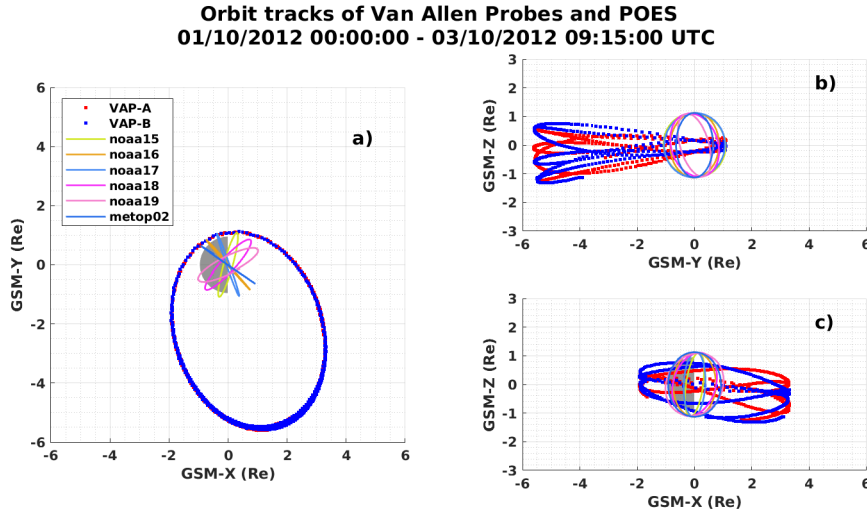 Orbit tracks of Van Allen Probes and POES
01/10/2012 00:00:00 - 03/10/2012 09:15:00 UTC
6
4
2
0
-2
-4
-6
GSM-Y (Re)
VAP-A
VAP-B
noaa15
noaa16
noaa17
noaa18
noaa19
metop02
a)
-6
-4
-2
0
2
4
6
GSM-X (Re)
3
2
1
0
-1
-2
-3
GSM-Z (Re)
b)
-6
-4
-2
0
2
4
6
GSM-Y (Re)
3
2
1
0
-1
-2
-3
GSM-Z (Re)
c)
-6
-4
-2
0
2
4
6
GSM-X (Re)